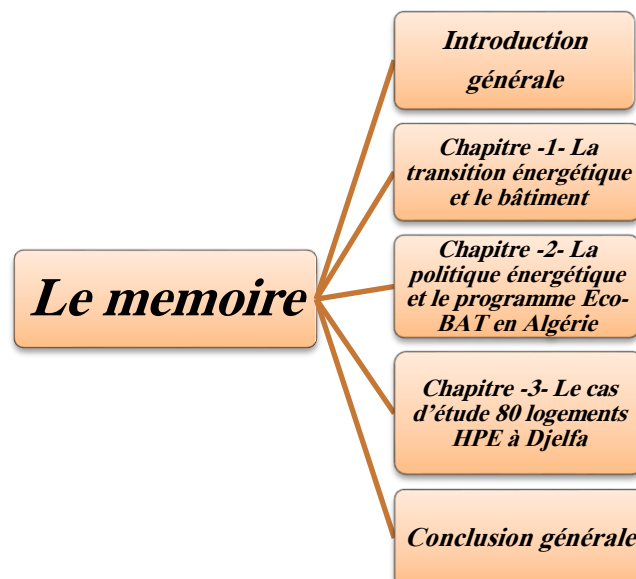 Le memoire
Introduction
générale
Chapitre -1- La
transition énergétique
et le bâtiment
Chapitre -2- La
politique énergétique
et le programme Eco-
BAT en Algérie
Chapitre -3- Le cas
d'étude 80 logements
HPE à Djelfa
Conclusion générale